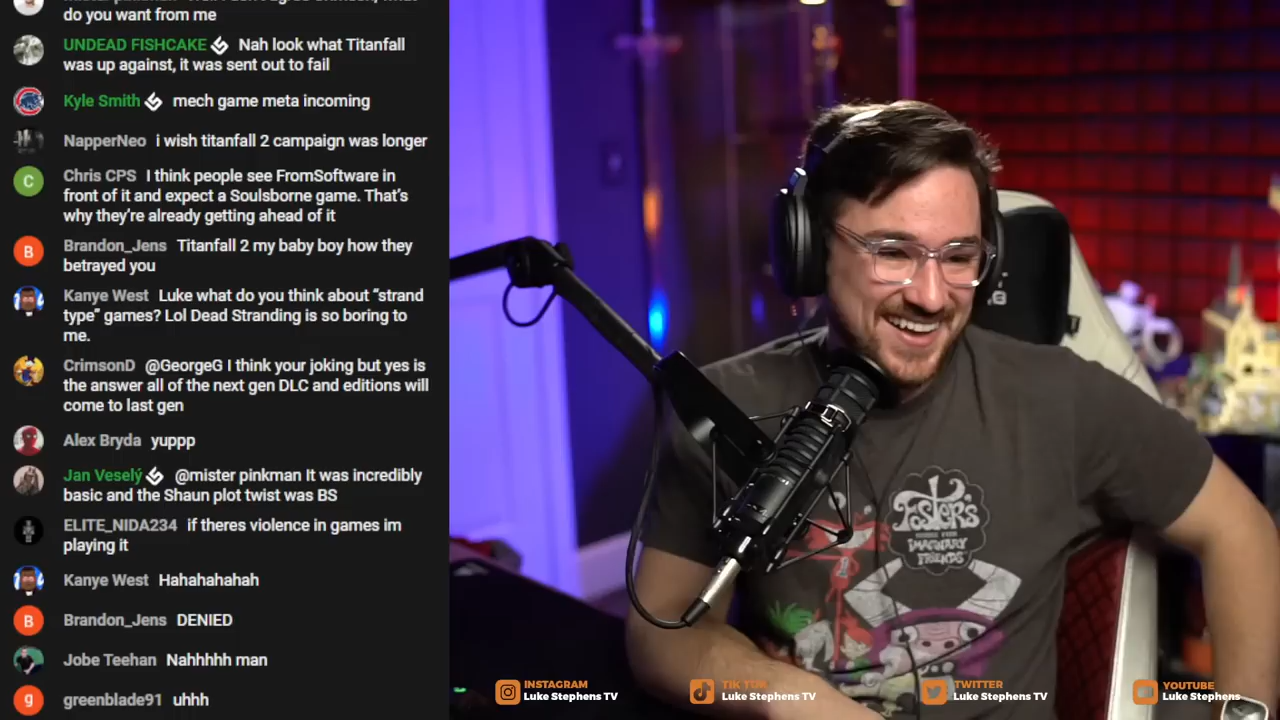 do you want from me
UNDEAD FISHCAKE Nah look what Titanfall
was up against, it was sent out to fail
Kyle Smith mech game meta incoming
NapperNeo i wish titanfall 2 campaign was longer
C
Chris CPS I think people see FromSoftware in
front of it and expect a Soulsborne game. That's
why they're already getting ahead of it
B
Brandon_Jens Titanfall 2 my baby boy how they
betrayed you
Kanye West Luke what do you think about “strand
type” games? Lol Dead Stranding is so boring to
me.
CrimsonD @GeorgeG I think your joking but yes is
the answer all of the next gen DLC and editions will
come to last gen
Alex Bryda yuppp
Jan Veselý @mister pinkman It was incredibly
basic and the Shaun plot twist was BS
ELITE_NIDA234 if theres violence in games im
playing it
Kanye West Hahahahahah
B
Brandon_Jens DENIED
Jobe Teehan Nahhhhh man
g
greenblade91 uhhh
Foster's
IMAGINARY
FRIENDS
INSTAGRAM
Luke Stephens TV
TIK TOK
Luke Stephens TV
TWITTER
Luke Stephens TV
YOUTUBE
Luke Stephens